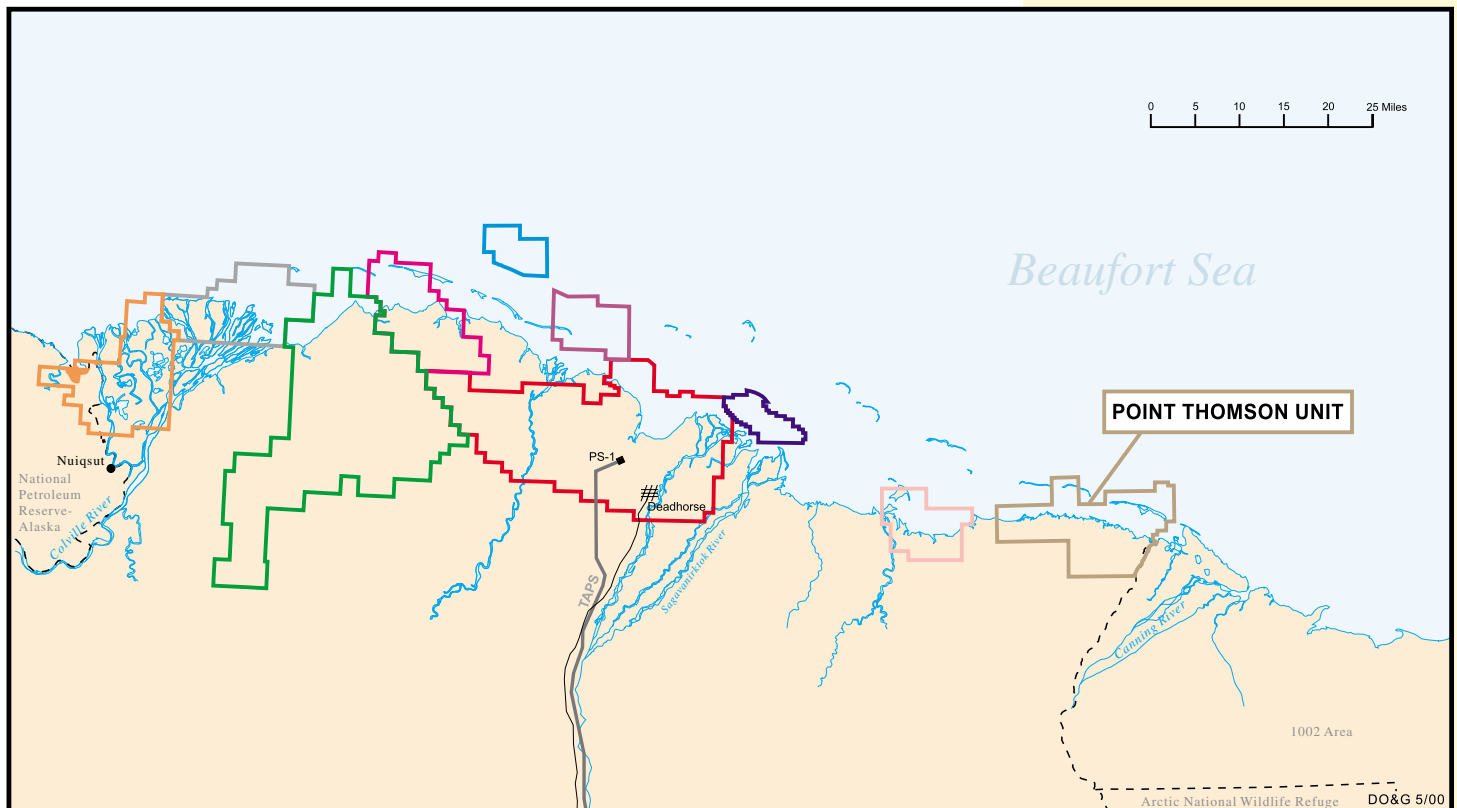 0 5 10 15 20 25 Miles
Beaufort Sea
POINT THOMSON UNIT
Nuiqsut
PS-1
National
Petroleum
Reserve-
Alaska
Colville River
Deadhorse
TAPS
Sagavanirktok River
Canning River
1002 Area
Arctic National Wildlife Refuge
DO&G 5/00